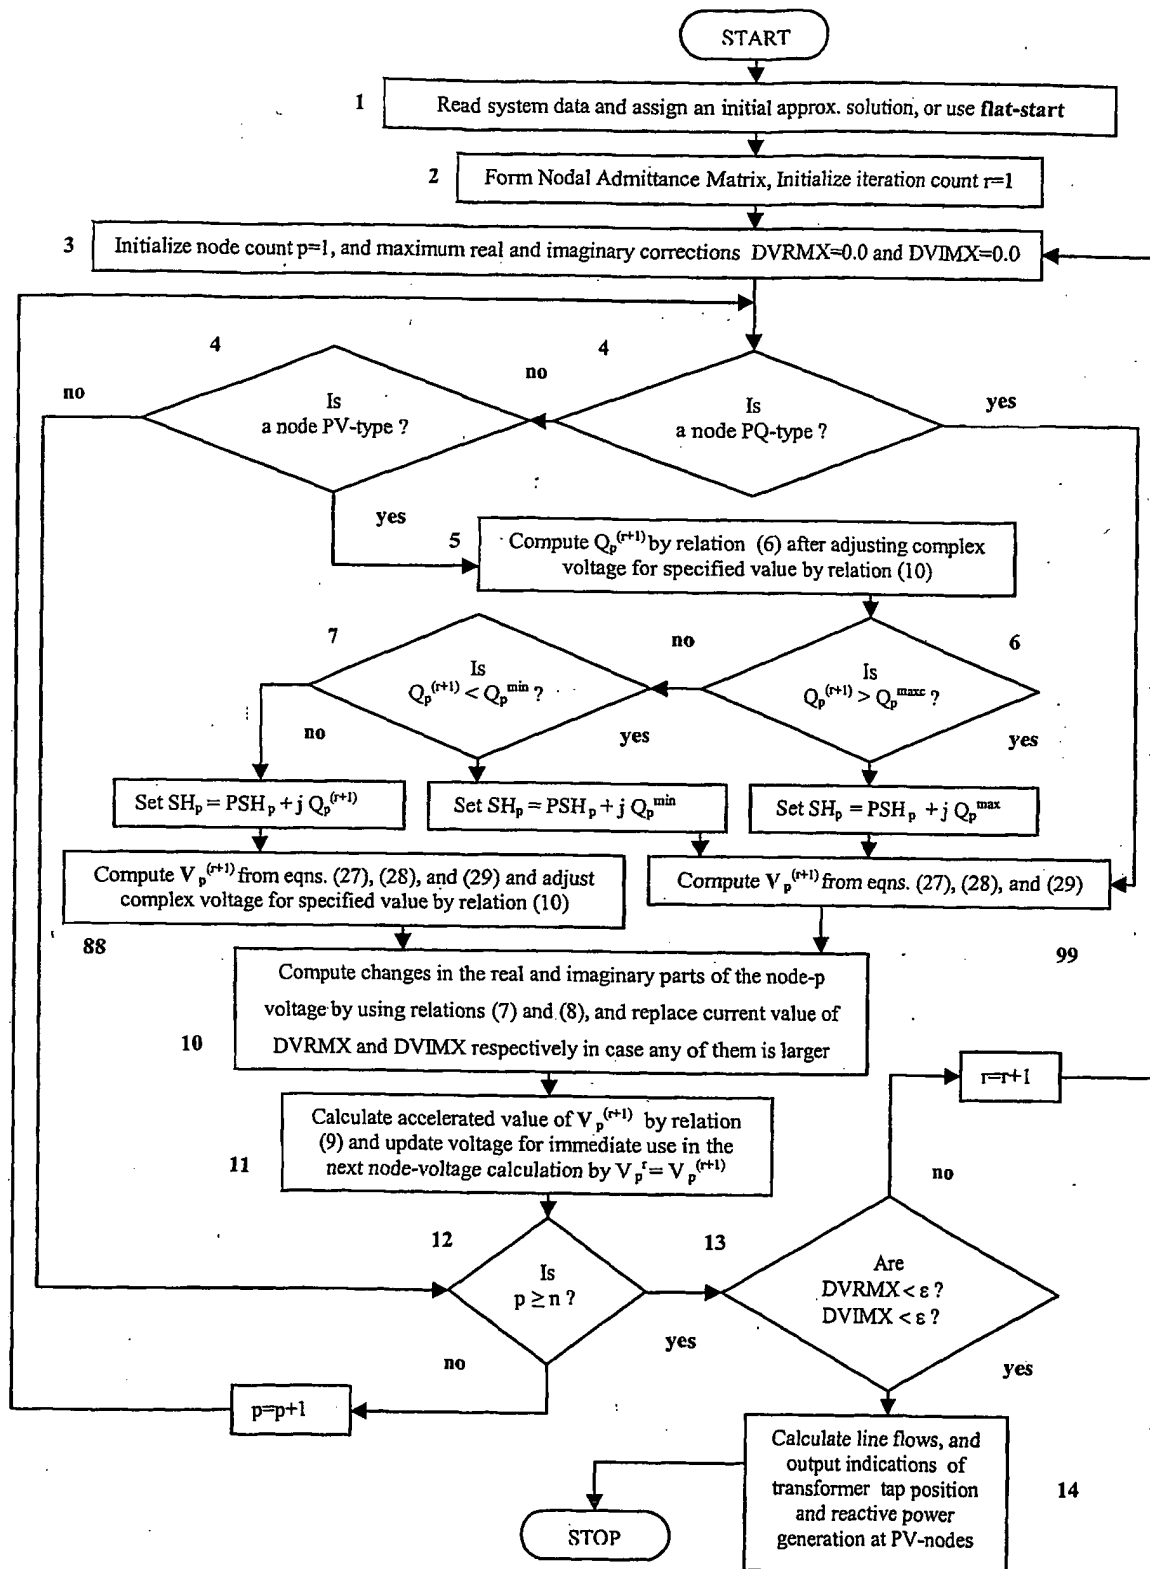 START
1
Read system data and assign an initial approx. solution, or use flat-start
2
Form Nodal Admittance Matrix, Initialize iteration count r=1
3
Initialize node count p=1, and maximum real and imaginary corrections DVRMX=0.0 and DVIMX=0.0
4
4
no
no
yes
Is
a node PV-type ?
Is
a node PQ-type ?
yes
5
Compute Qp^(r+1) by relation (6) after adjusting complex
voltage for specified value by relation (10)
7
no
6
Is
Qp^(r+1) < Qp^min ?
Is
Qp^(r+1) > Qp^maxc ?
no
yes
yes
Set SHp = PSHp + j Qp^(r+1)
Set SHp = PSHp + j Qp^min
Set SHp = PSHp + j Qp^max
Compute Vp^(r+1) from eqns. (27), (28), and (29) and adjust
complex voltage for specified value by relation (10)
Compute Vp^(r+1) from eqns. (27), (28), and (29)
88
99
Compute changes in the real and imaginary parts of the node-p
voltage by using relations (7) and (8), and replace current value of
DVRMX and DVIMX respectively in case any of them is larger
10
r=r+1
Calculate accelerated value of Vp^(r+1) by relation
(9) and update voltage for immediate use in the
next node-voltage calculation by Vp^r = Vp^(r+1)
11
no
12
13
Is
p ≥ n ?
Are
DVRMX < ε ?
DVIMX < ε ?
yes
no
yes
p=p+1
Calculate line flows, and
output indications of
transformer tap position
and reactive power
generation at PV-nodes
14
STOP